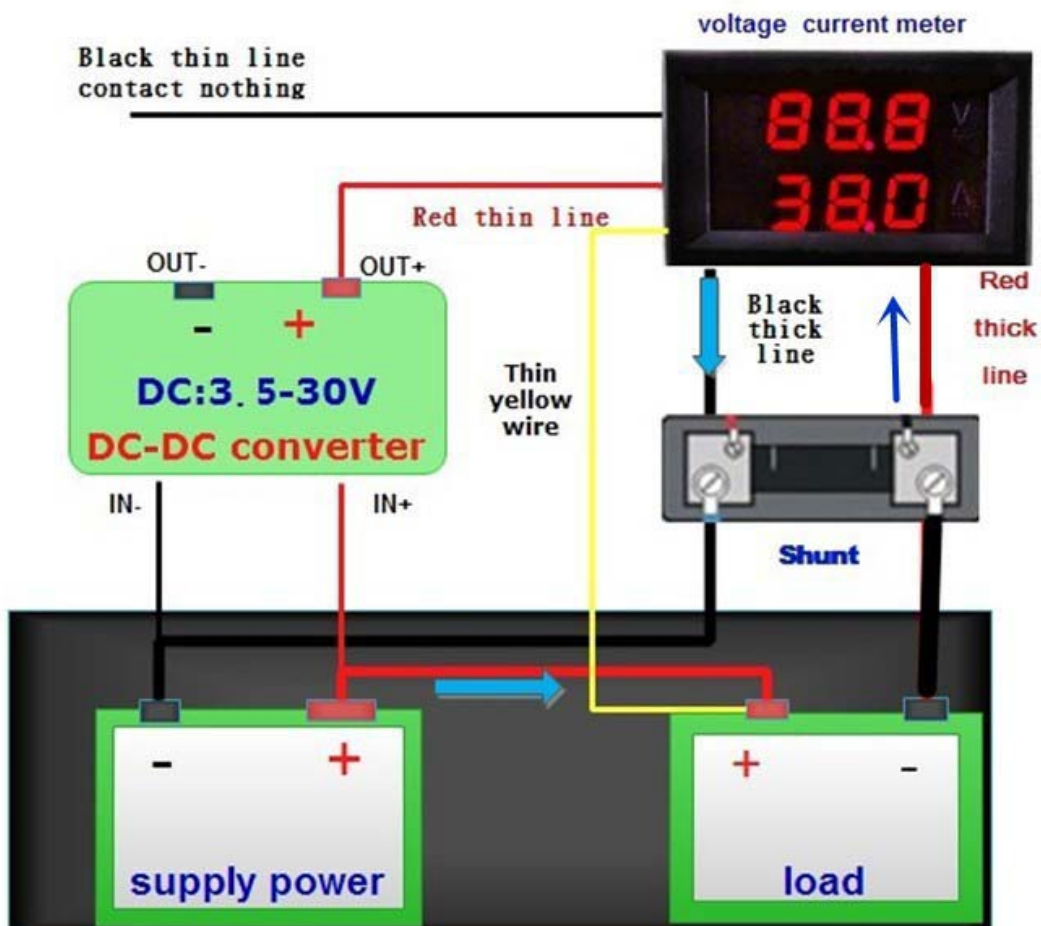 voltage current meter
Black thin line
contact nothing
88.8 V
38.0 A
Red thin line
OUT-
OUT+
- +
DC:3.5-30V
DC-DC converter
IN-
IN+
Thin
yellow
wire
Black
thick
line
Red
thick
line
Shunt
- +
supply power
+ -
load